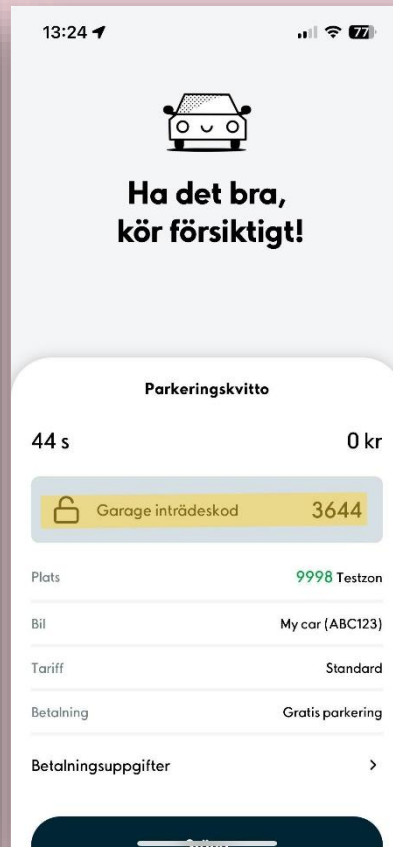 13:24
77
Ha det bra,
kör försiktigt!
Parkeringskvitto
44 s 0 kr
Garage inträdeskod 3644
Plats 9998 Testzon
Bil My car (ABC123)
Tariff Standard
Betalning Gratis parkering
Betalningsuppgifter